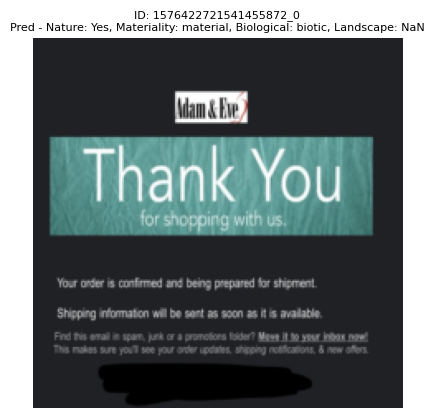 ID: 1576422721541455872_0
Pred - Nature: Yes, Materiality: material, Biological: biotic, Landscape: NaN
Adam & Eve
Thank You
for shopping with us.
Your order is confirmed and being prepared for shipment.
Shipping information will be sent as soon as it is available.
Find this email in spam, junk or a promotions folder? Move it to your inbox now!
This makes sure you'll see your order updates, shipping notifications, & new offers.